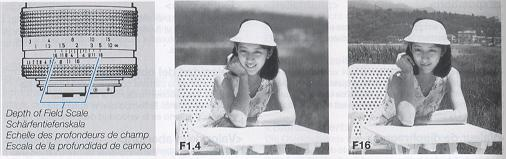 Depth of Field Scale
Schärfentiefenskala
Echelle des profondeurs de champ
Escala de la profundidad de campo
F1.4
F16